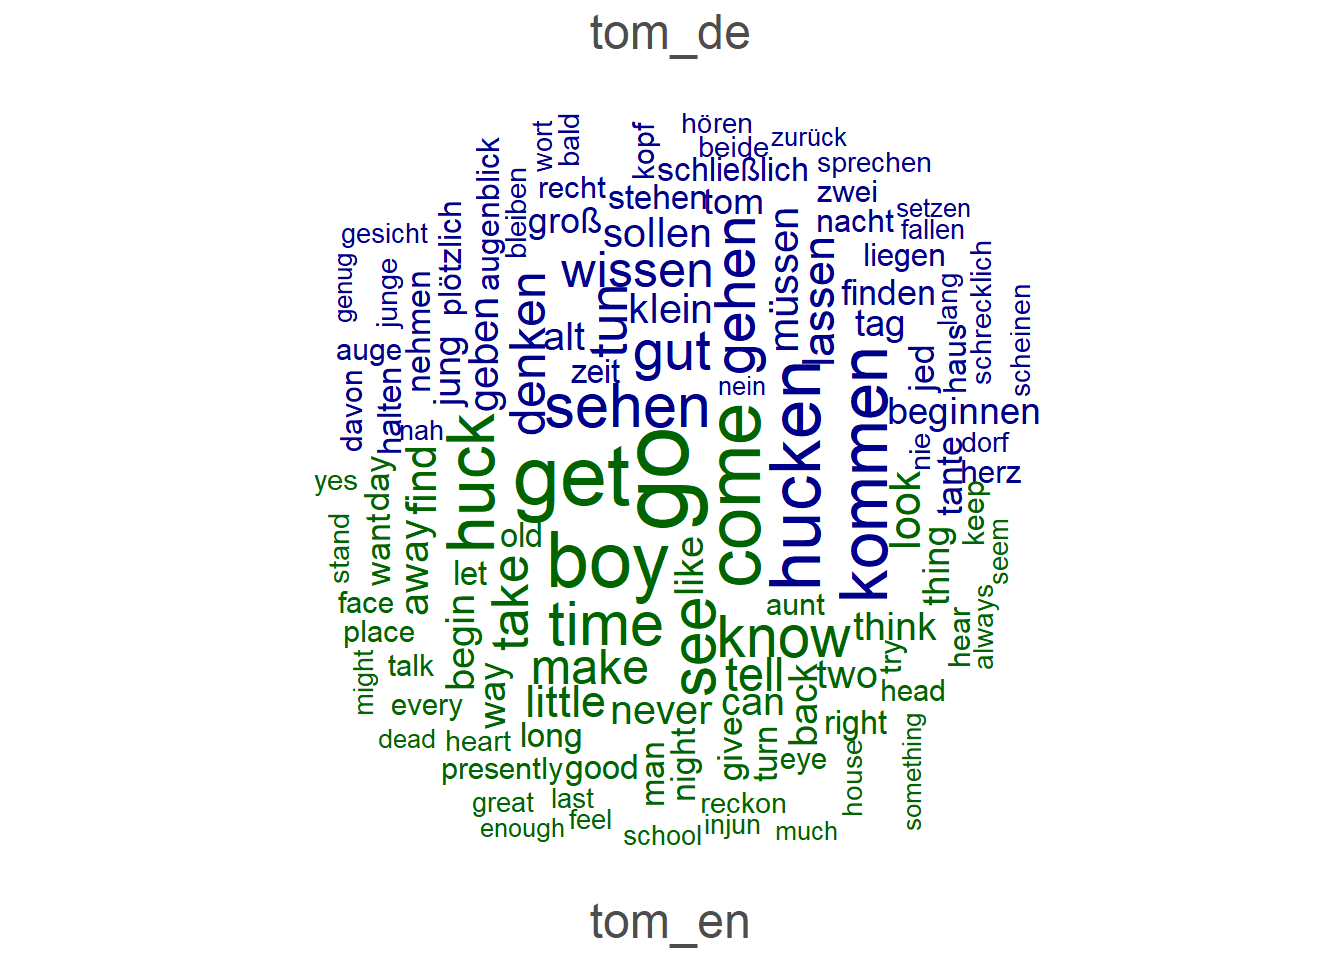 tom_de
hören
wort
bald
kopf
beide
zurück
schließlich
sprechen
augenblick
bleiben
recht
stehen
tom
zwei
setzen
plötzlich
groß
sollen
nacht
fallen
gesicht
müssen
gehen
lassen
liegen
schrecklich
genug
junge
nehmen
wissen
finden
lang
scheinen
denken
tun
klein
tag
geben
alt
gut
haus
auge
jung
zeit
jed
davon
halten
nein
sehen
hucken
kommen
beginnen
nah
nie
dorf
tante
herz
huck
get
go
come
look
yes
want
day
find
keep
stand
away
old
boy
like
thing
seem
let
take
face
aunt
place
begin
time
see
know
think
hear
always
might
talk
way
make
tell
two
try
every
little
never
can
back
head
dead
heart
long
give
right
presently
good
man
night
turn
eye
house
something
great
last
reckon
enough
feel
school
injun
much
tom_en